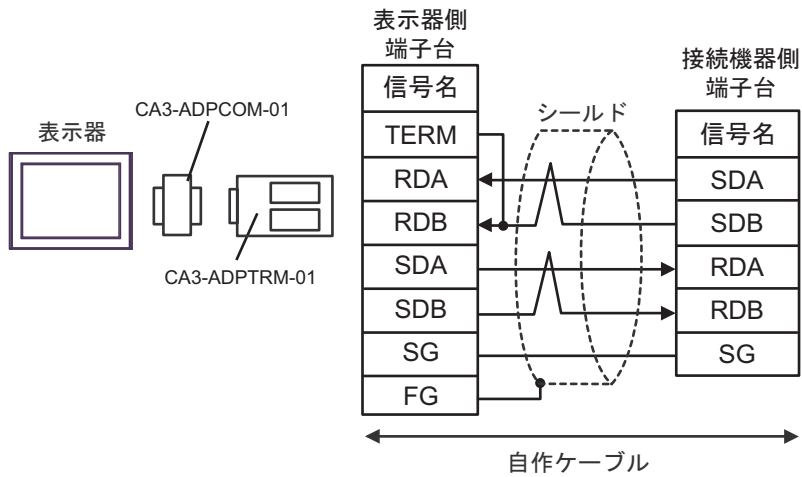 表示器側
端子台
信号名
TERM
RDA
RDB
SDA
SDB
SG
FG
接続機器側
端子台
信号名
SDA
SDB
RDA
RDB
SG
シールド
CA3-ADPCOM-01
表示器
CA3-ADPTRM-01
自作ケーブル